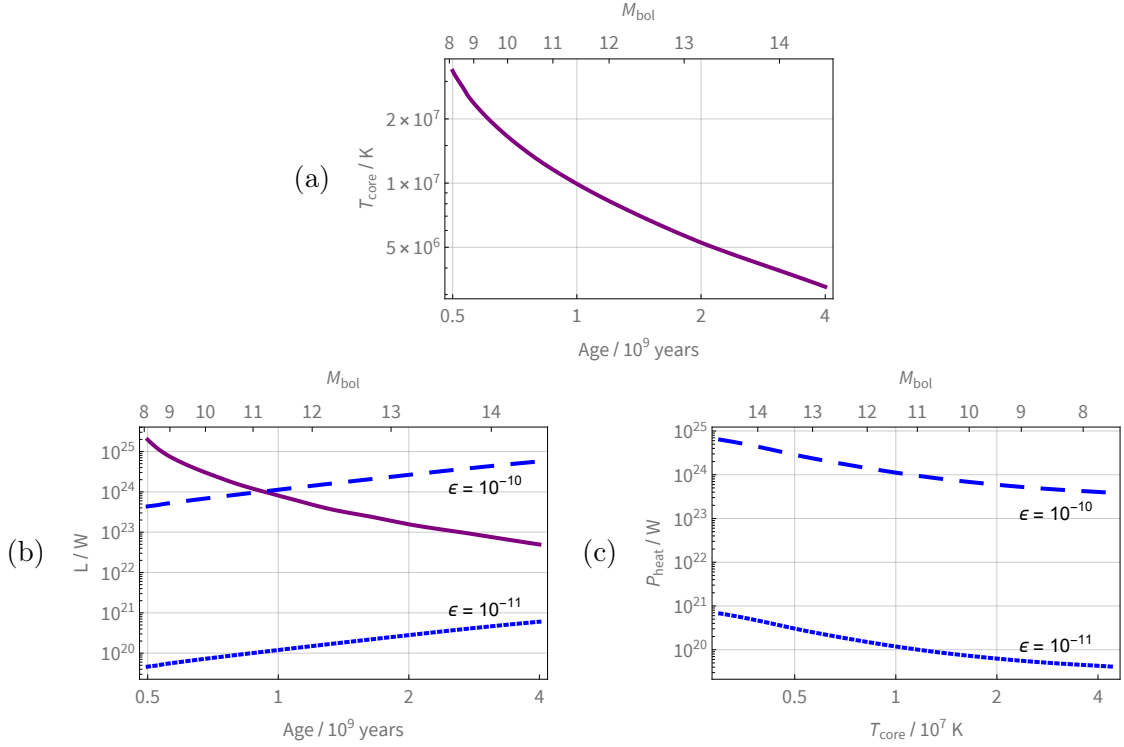 M_bol
8 9 10 11 12 13 14
2 × 10^7
1 × 10^7
5 × 10^6
T_core / K
(a)
0.5 1 2 4
Age / 10^9 years
M_bol
8 9 10 11 12 13 14
10^25
10^24
10^23
10^22
10^21
10^20
L / W
(b)
ϵ = 10^-10
ϵ = 10^-11
0.5 1 2 4
Age / 10^9 years
M_bol
14 13 12 11 10 9 8
10^25
10^24
10^23
10^22
10^21
10^20
P_heat / W
(c)
ϵ = 10^-10
ϵ = 10^-11
0.5 1 2 4
T_core / 10^7 K